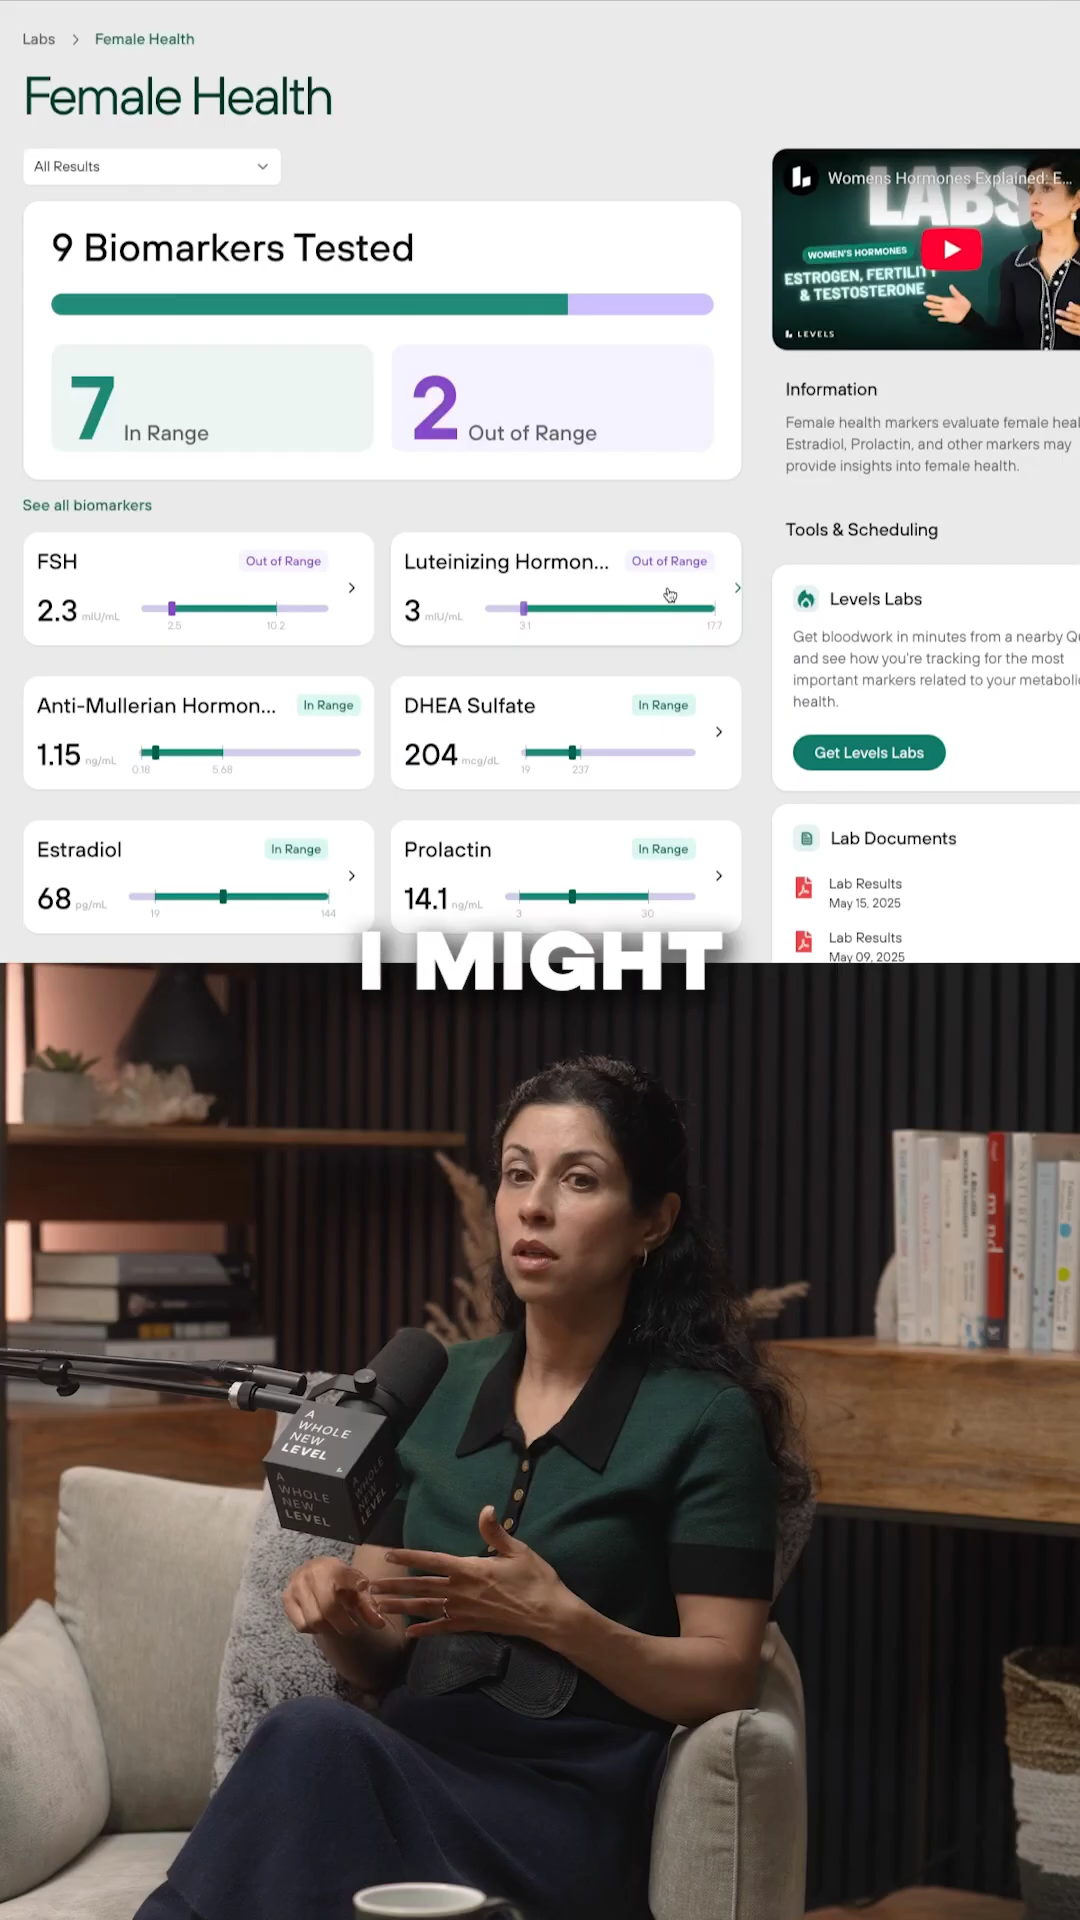 Labs > Female Health
Female Health
All Results
9 Biomarkers Tested
7 In Range
2 Out of Range
See all biomarkers
FSH
Out of Range
2.3 mIU/mL
2.5
10.2
Luteinizing Hormon...
Out of Range
3 mIU/mL
3.1
17.7
Anti-Mullerian Hormon...
In Range
1.15 ng/mL
0.18
5.68
DHEA Sulfate
In Range
204 mcg/dL
19
237
Estradiol
In Range
68 pg/mL
19
144
Prolactin
In Range
14.1 ng/mL
3
30
Womens Hormones Explained: E...
LABS
WOMEN'S HORMONES
ESTROGEN, FERTILITY
& TESTOSTERONE
LEVELS
Information
Female health markers evaluate female heal
Estradiol, Prolactin, and other markers may
provide insights into female health.
Tools & Scheduling
Levels Labs
Get bloodwork in minutes from a nearby Qu
and see how you're tracking for the most
important markers related to your metabolic
health.
Get Levels Labs
Lab Documents
Lab Results
May 15, 2025
Lab Results
May 09, 2025
I MIGHT
A
WHOLE
NEW
LEVEL
A
WHOLE
NEW
LEVEL
A
WHOLE
NEW
LEVEL